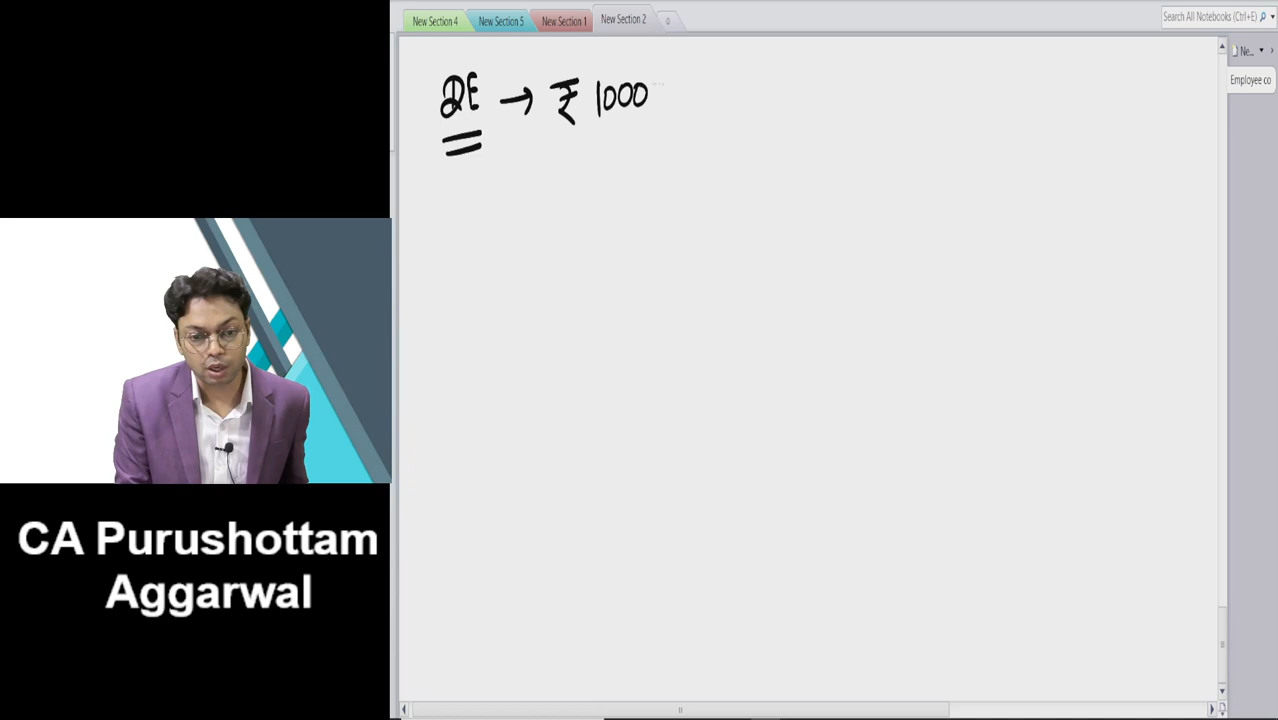 New Section 4
New Section 5
New Section 1
New Section 2
Search All Notebooks (Ctrl+E)
Ne...
Employee co
DE → ₹ 1000
CA Purushottam
Aggarwal